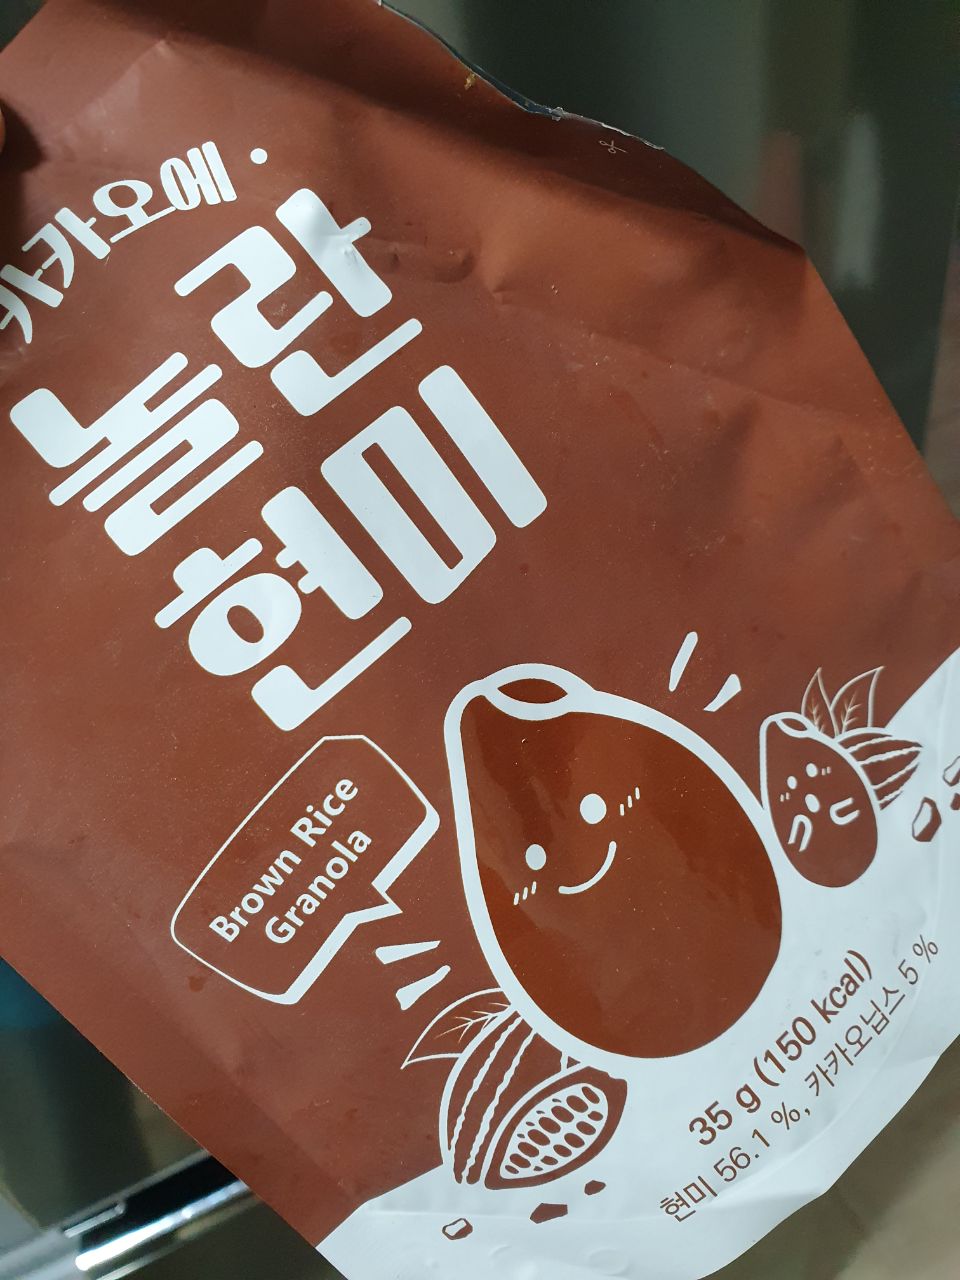 카카오에
놀란
현미
Brown Rice
Granola
35 g (150 kcal)
현미 56.1 %, 카카오닙스 5 %